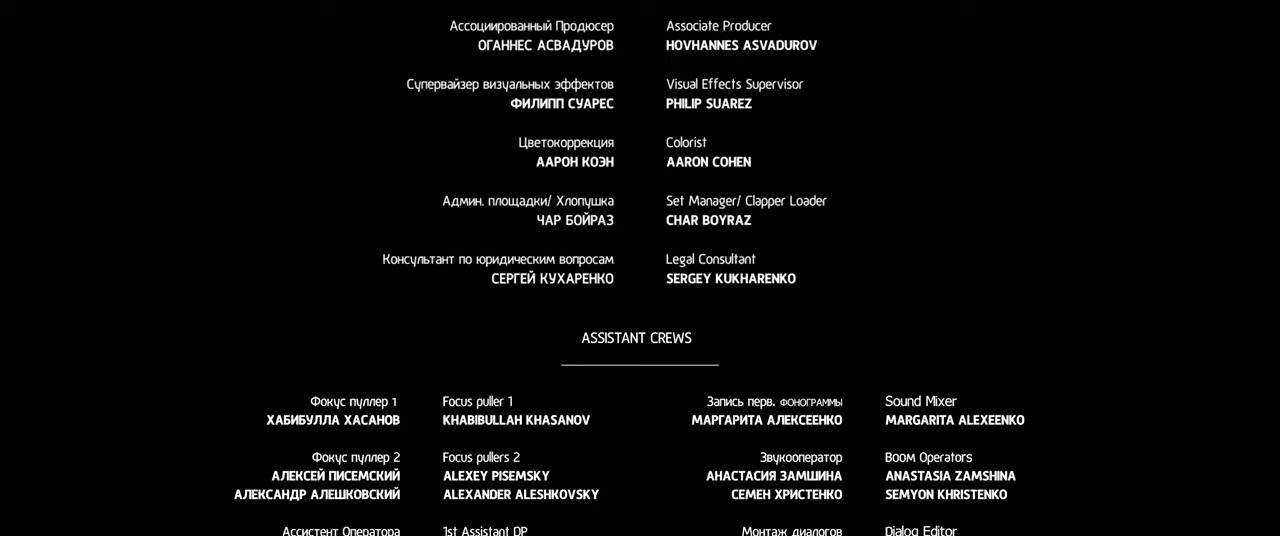 Ассоциированный Продюсер Associate Producer
ОГАННЕС АСВАДУРОВ HOVHANNES ASVADUROV
Супервайзер визуальных эффектов Visual Effects Supervisor
ФИЛИПП СУАРЕС PHILIP SUAREZ
Цветокоррекция Colorist
ААРОН КОЭН AARON COHEN
Админ. площадки/ Хлопушка Set Manager/ Clapper Loader
ЧАР БОЙРАЗ CHAR BOYRAZ
Консультант по юридическим вопросам Legal Consultant
СЕРГЕЙ КУХАРЕНКО SERGEY KUKHARENKO
ASSISTANT CREWS
Фокус пуллер 1 Focus puller 1 Запись перв. ФОНОГРАММЫ Sound Mixer
ХАБИБУЛЛА ХАСАНОВ KHABIBULLAH KHASANOV МАРГАРИТА АЛЕКСЕЕНКО MARGARITA ALEXEENKO
Фокус пуллер 2 Focus pullers 2 Звукооператор Boom Operators
АЛЕКСЕЙ ПИСЕМСКИЙ ALEXEY PISEMSKY АНАСТАСИЯ ЗАМШИНА ANASTASIA ZAMSHINA
АЛЕКСАНДР АЛЕШКОВСКИЙ ALEXANDER ALESHKOVSKY СЕМЕН ХРИСТЕНКО SEMYON KHRISTENKO
Ассистент Оператора 1st Assistant DP Монтаж диалогов Dialog Editor